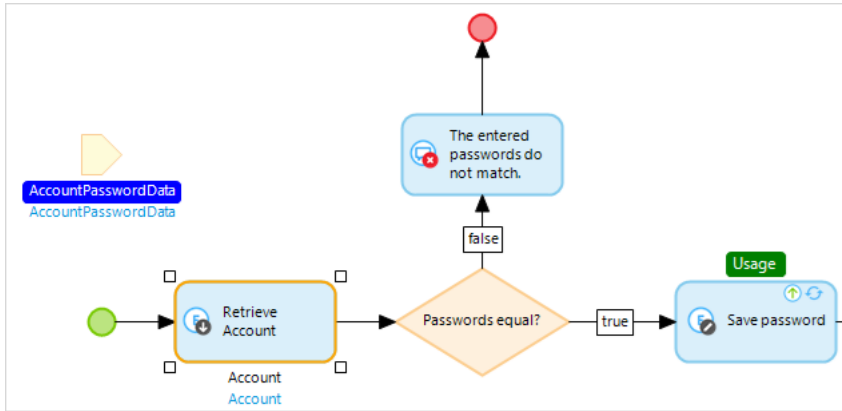 The entered
passwords do
not match.
AccountPasswordData
AccountPasswordData
false
Usage
Retrieve
Account
Passwords equal?
true
Save password
Account
Account